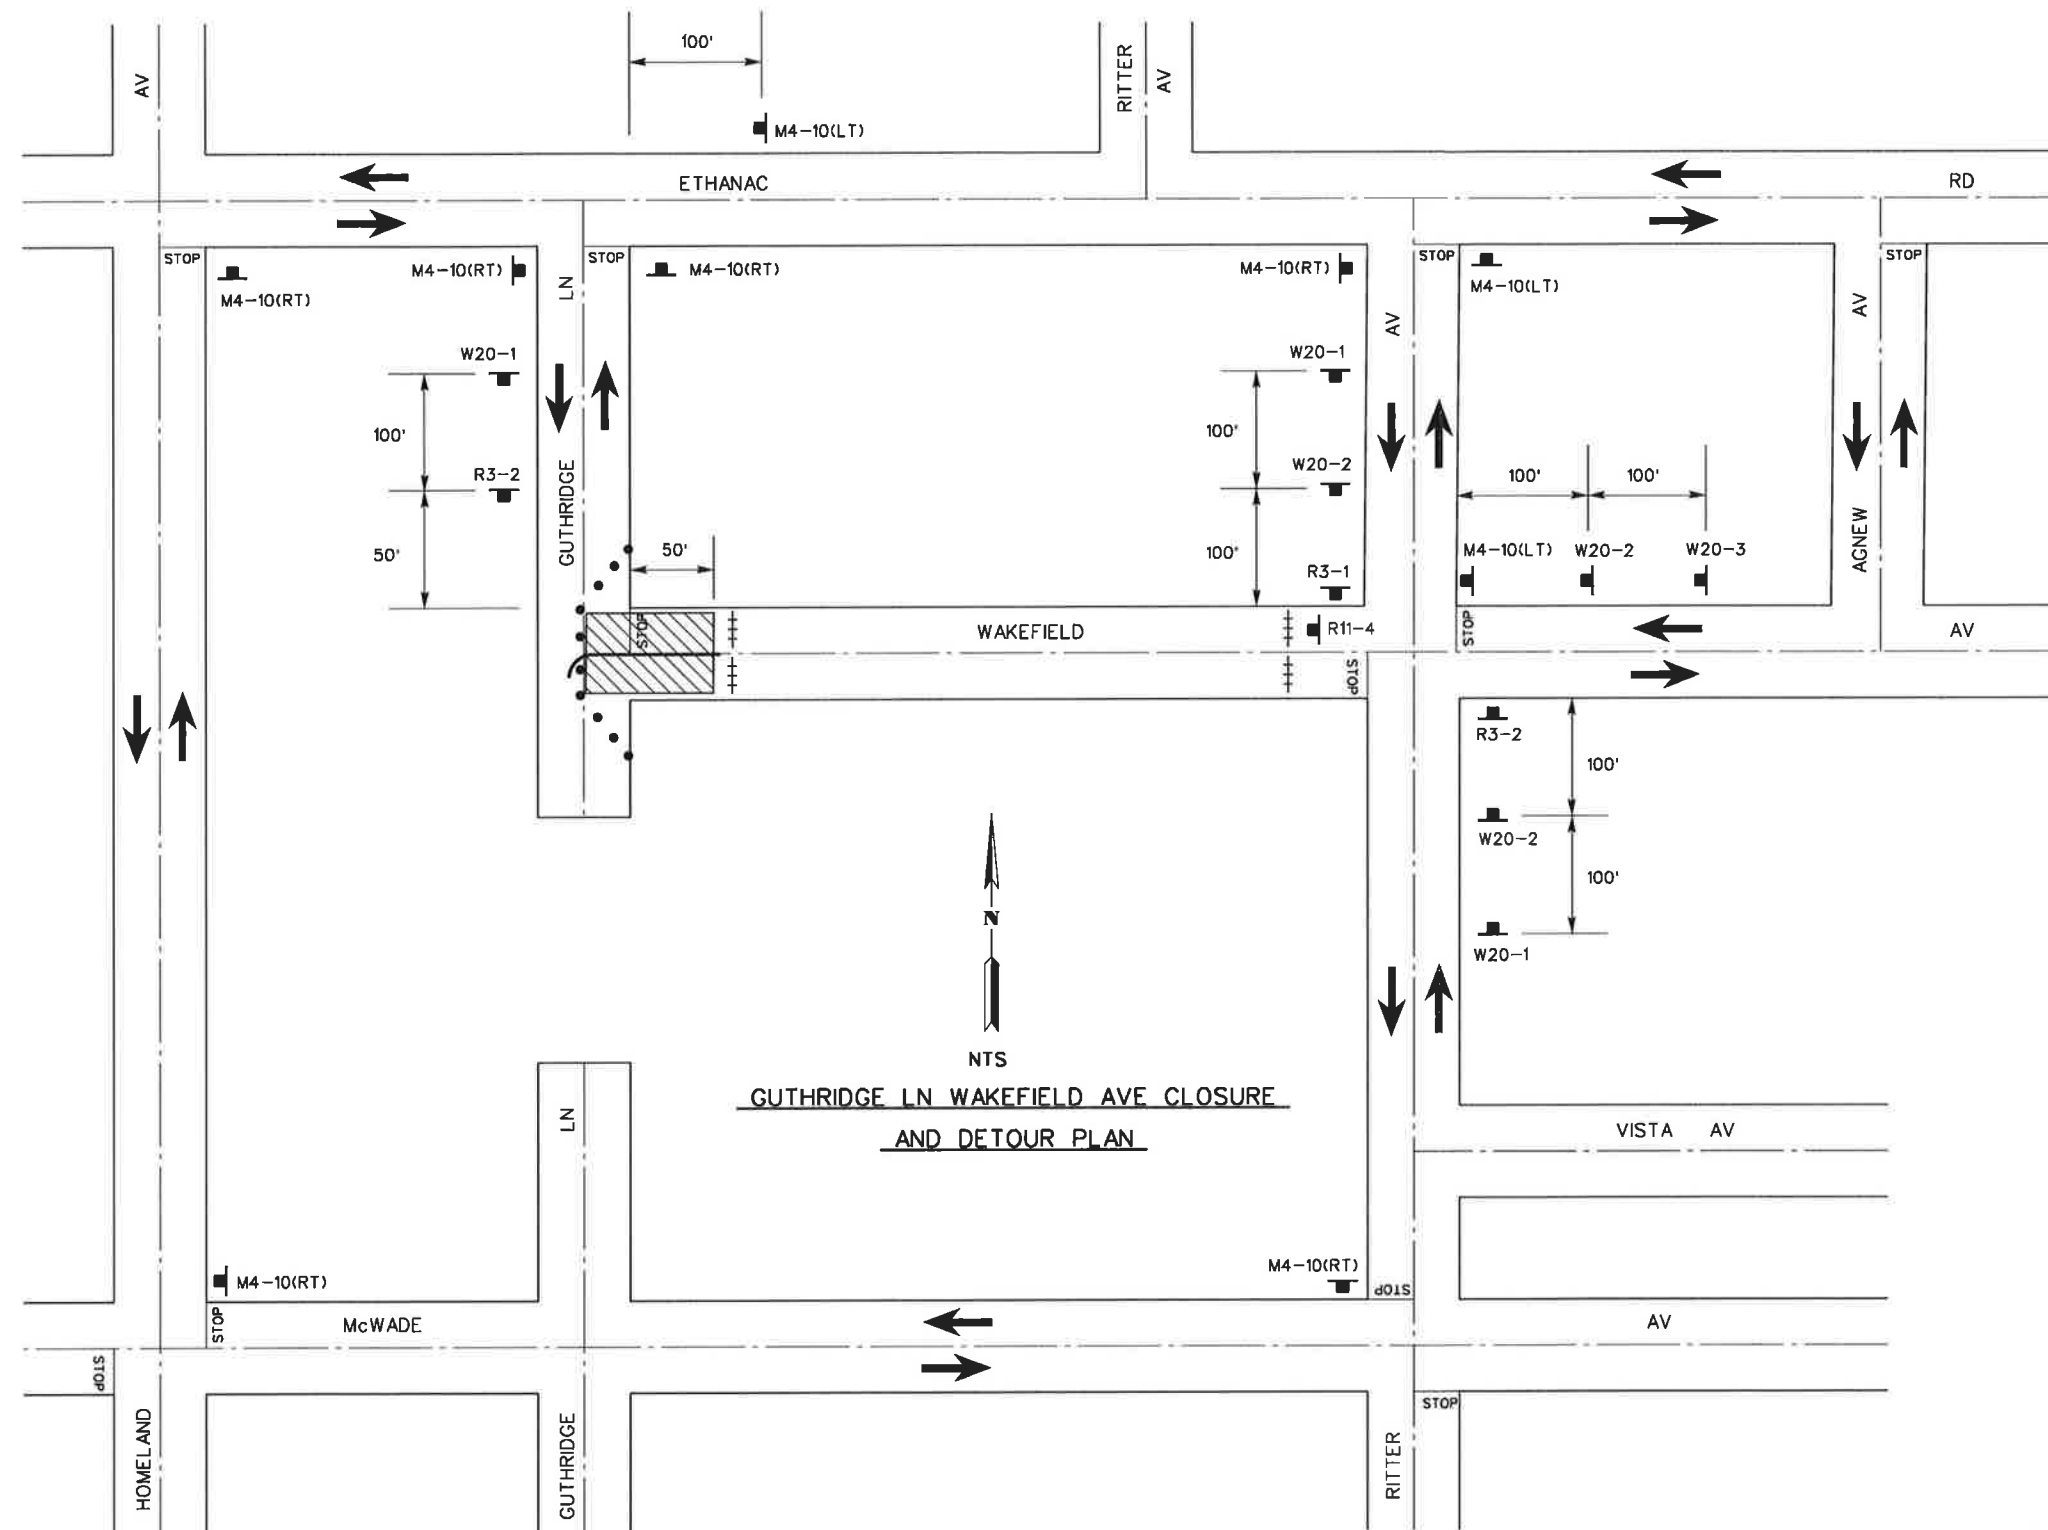 100'
AV
RITTER
AV
M4-10(LT)
ETHANAC
RD
STOP
M4-10(RT)
M4-10(RT)
LN
STOP
M4-10(RT)
M4-10(RT)
AV
STOP
M4-10(LT)
AV
STOP
W20-1
100'
R3-2
50'
GUTHRIDGE
50'
STOP
W20-1
100'
W20-2
100'
R3-1
WAKEFIELD
R11-4
STOP
100'
100'
M4-10(LT)
W20-2
W20-3
STOP
AGNEW
AV
R3-2
100'
W20-2
100'
W20-1
N
NTS
GUTHRIDGE LN WAKEFIELD AVE CLOSURE
AND DETOUR PLAN
LN
VISTA AV
M4-10(RT)
STOP
McWADE
M4-10(RT)
STOP
AV
STOP
HOMELAND
GUTHRIDGE
RITTER
STOP